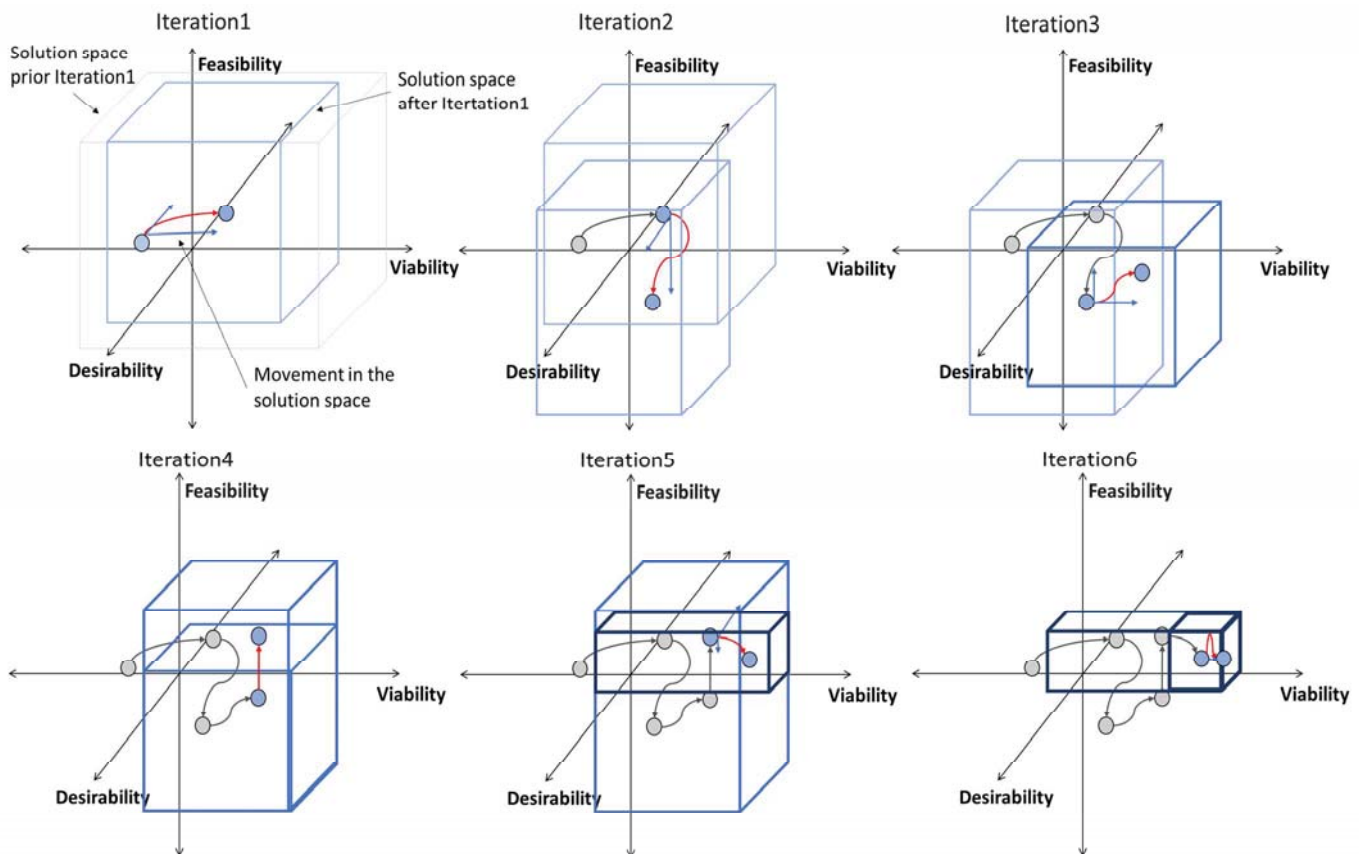 Iteration1
Solution space
prior Iteration1
Feasibility
Solution space
after Itertation1
Viability
Desirability
Movement in the
solution space
Iteration2
Feasibility
Viability
Desirability
Iteration3
Feasibility
Viability
Desirability
Iteration4
Feasibility
Viability
Desirability
Iteration5
Feasibility
Viability
Desirability
Iteration6
Feasibility
Viability
Desirability